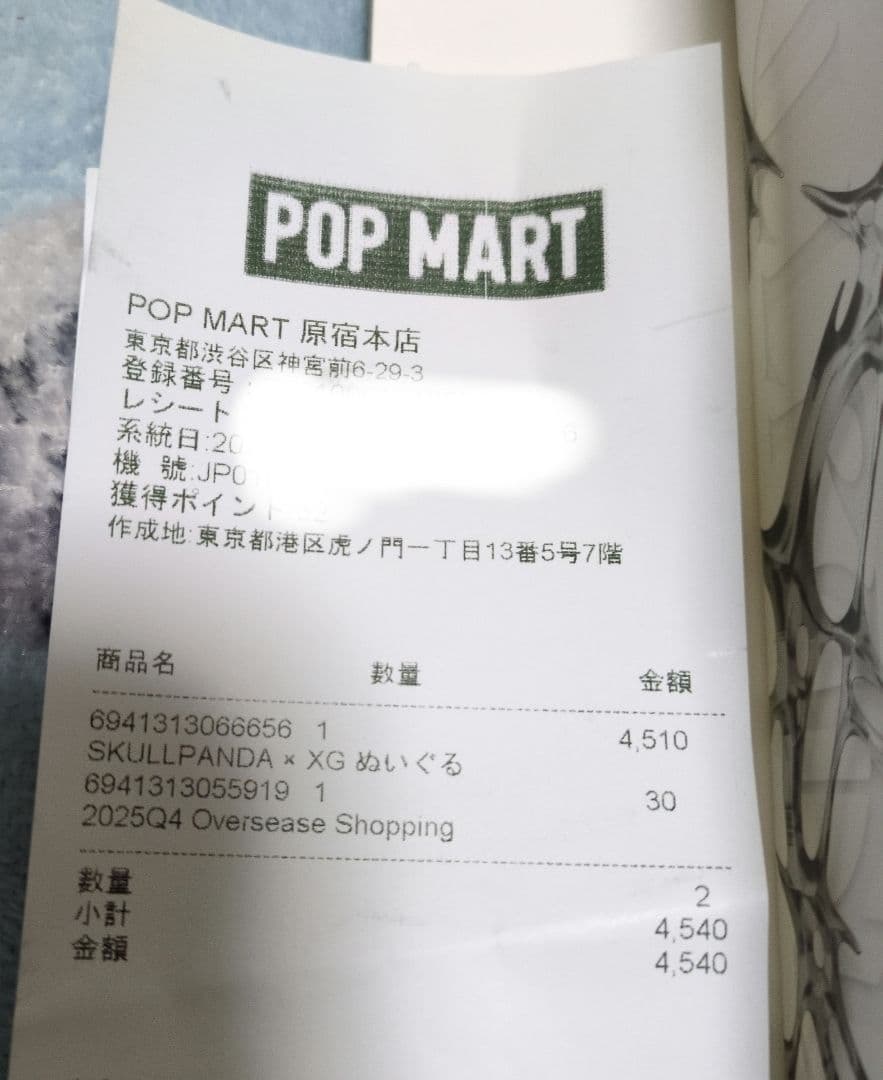 POP MART
POP MART 原宿本店
東京都渋谷区神宮前6-29-3
登録番号
レシート
系統日:20
機 號:JP0
獲得ポイント
作成地:東京都港区虎ノ門一丁目13番5号7階
商品名 数量 金額
6941313066656 1 4,510
SKULLPANDA × XG ぬいぐる
6941313055919 1 30
2025Q4 Oversease Shopping
数量 2
小計 4,540
金額 4,540